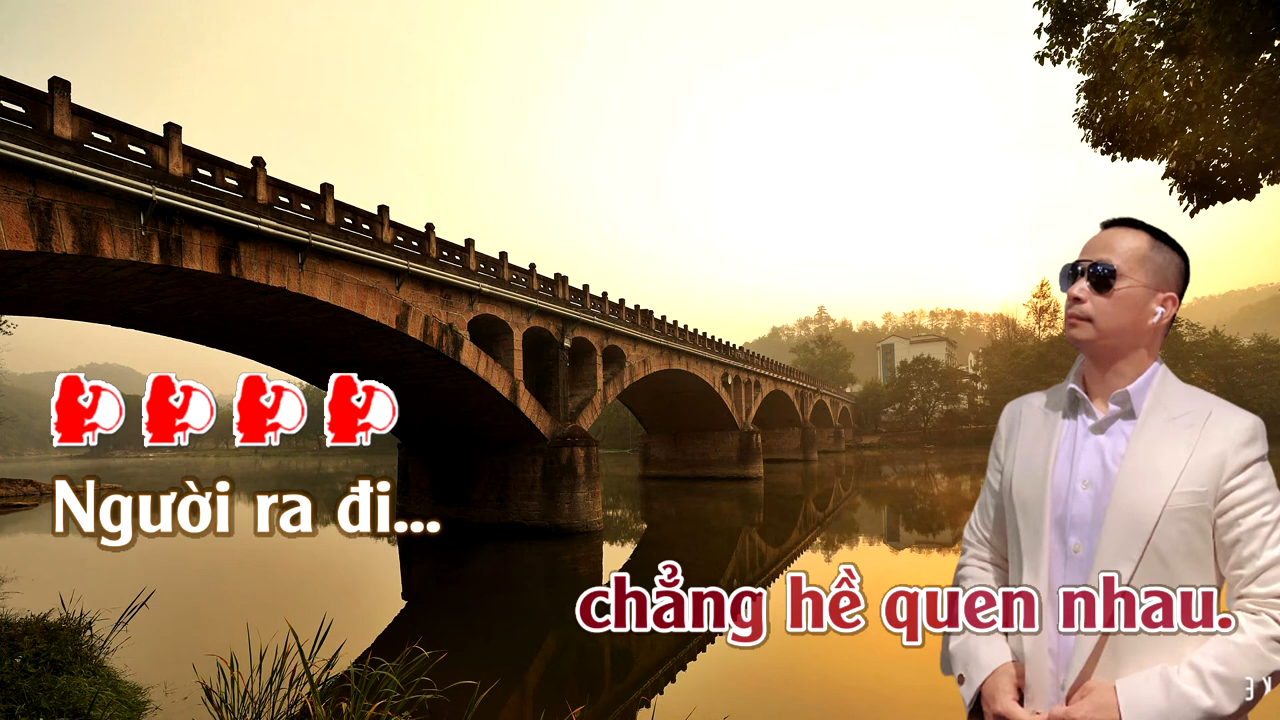 Người ra đi...
chẳng hề quen nhau.